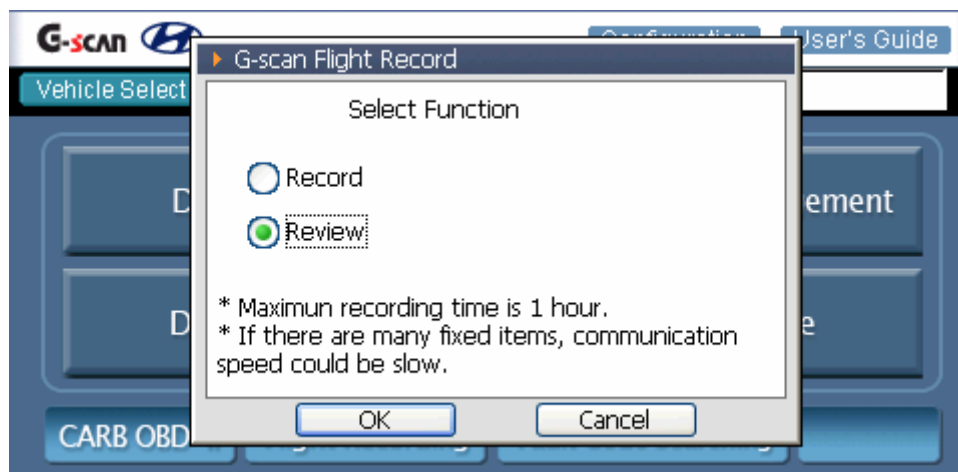 G-scan
User's Guide
G-scan Flight Record
Vehicle Select
Select Function
Record
Review
* Maximun recording time is 1 hour.
* If there are many fixed items, communication
speed could be slow.
OK
Cancel
CARB OBD